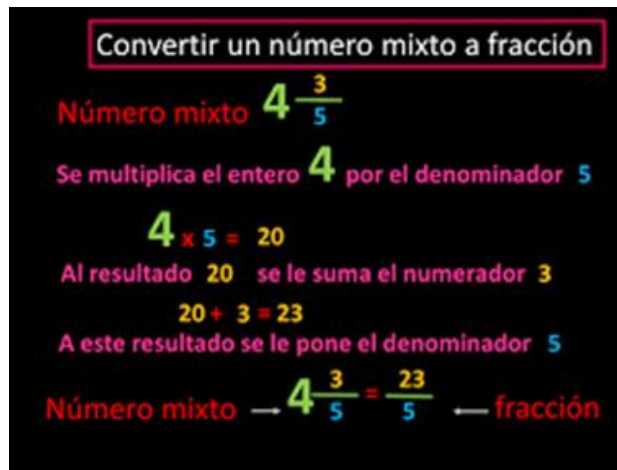 Convertir un número mixto a fracción
Número mixto 4 3/5
Se multiplica el entero 4 por el denominador 5
4 x 5 = 20
Al resultado 20 se le suma el numerador 3
20 + 3 = 23
A este resultado se le pone el denominador 5
Número mixto → 4 3/5 = 23/5 ← fracción